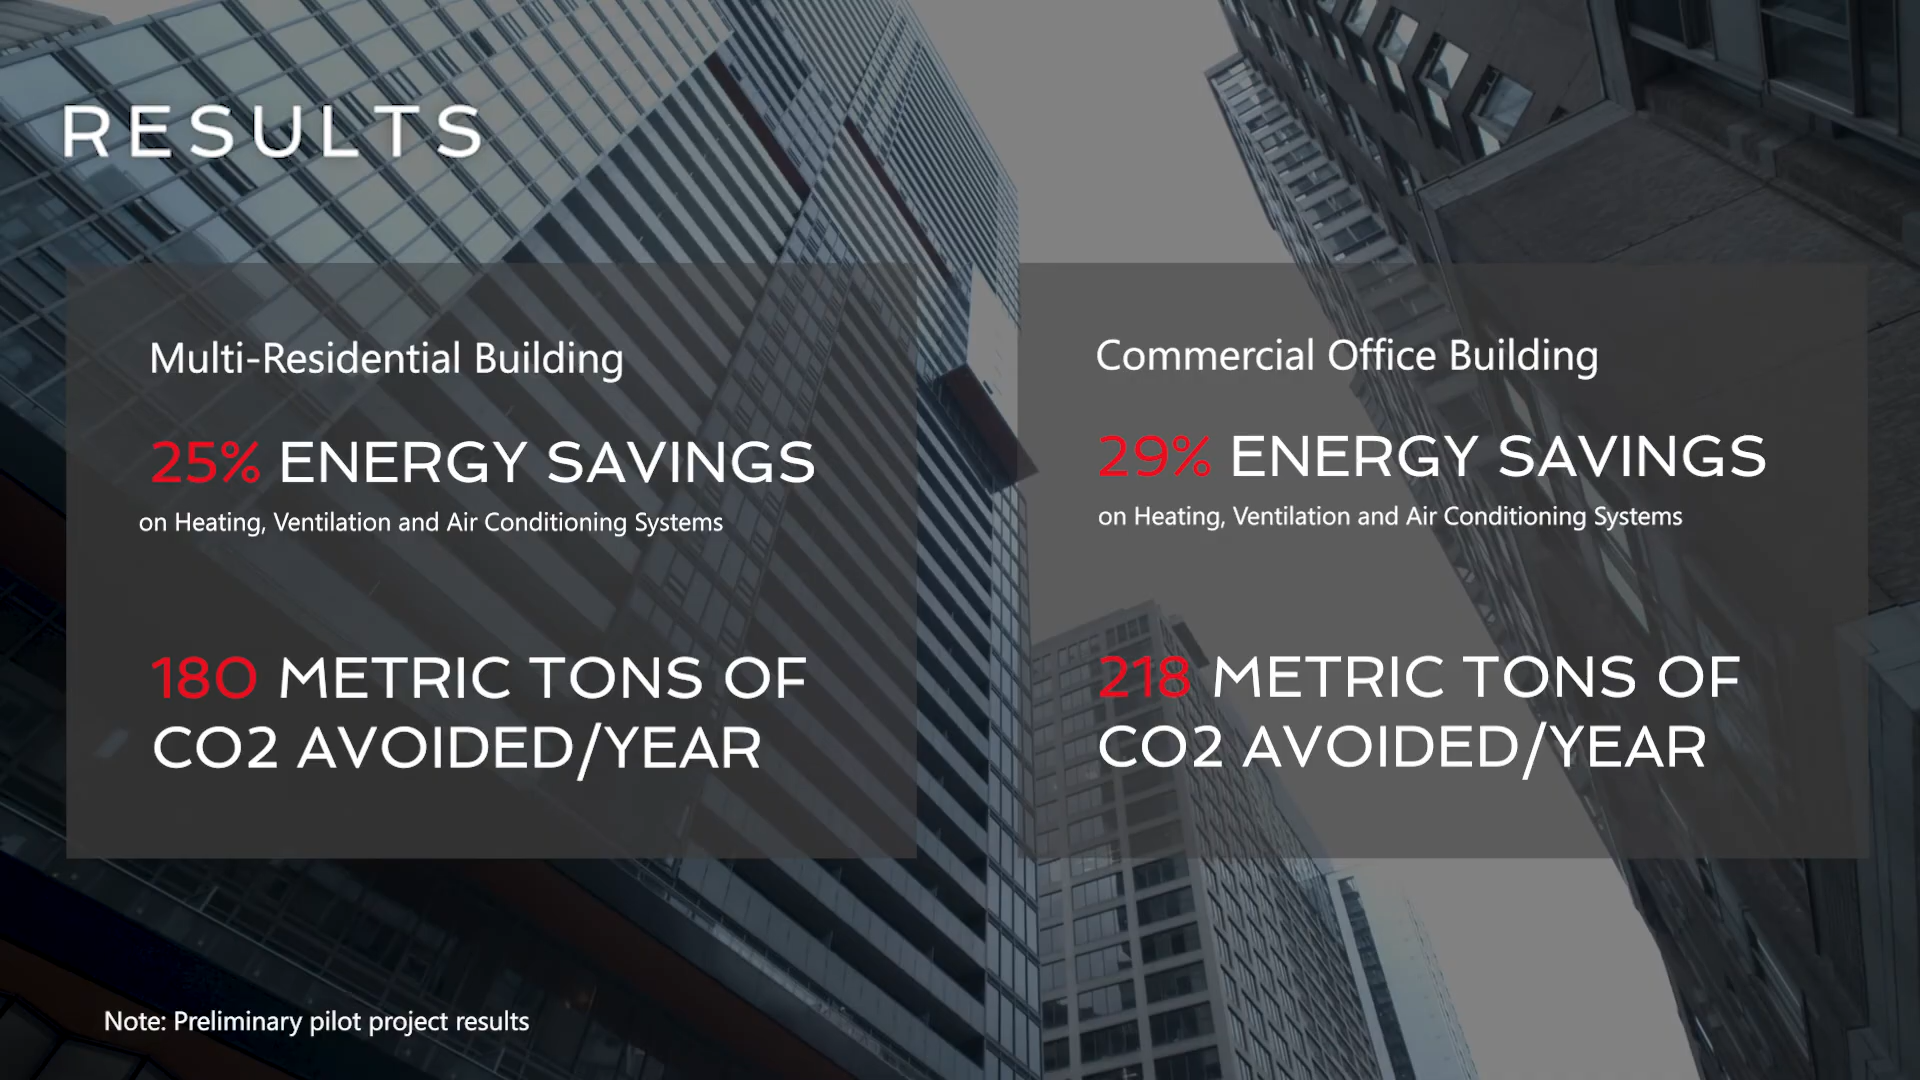 RESULTS
Multi-Residential Building
25% ENERGY SAVINGS
on Heating, Ventilation and Air Conditioning Systems
180 METRIC TONS OF
CO2 AVOIDED/YEAR
Commercial Office Building
29% ENERGY SAVINGS
on Heating, Ventilation and Air Conditioning Systems
218 METRIC TONS OF
CO2 AVOIDED/YEAR
Note: Preliminary pilot project results